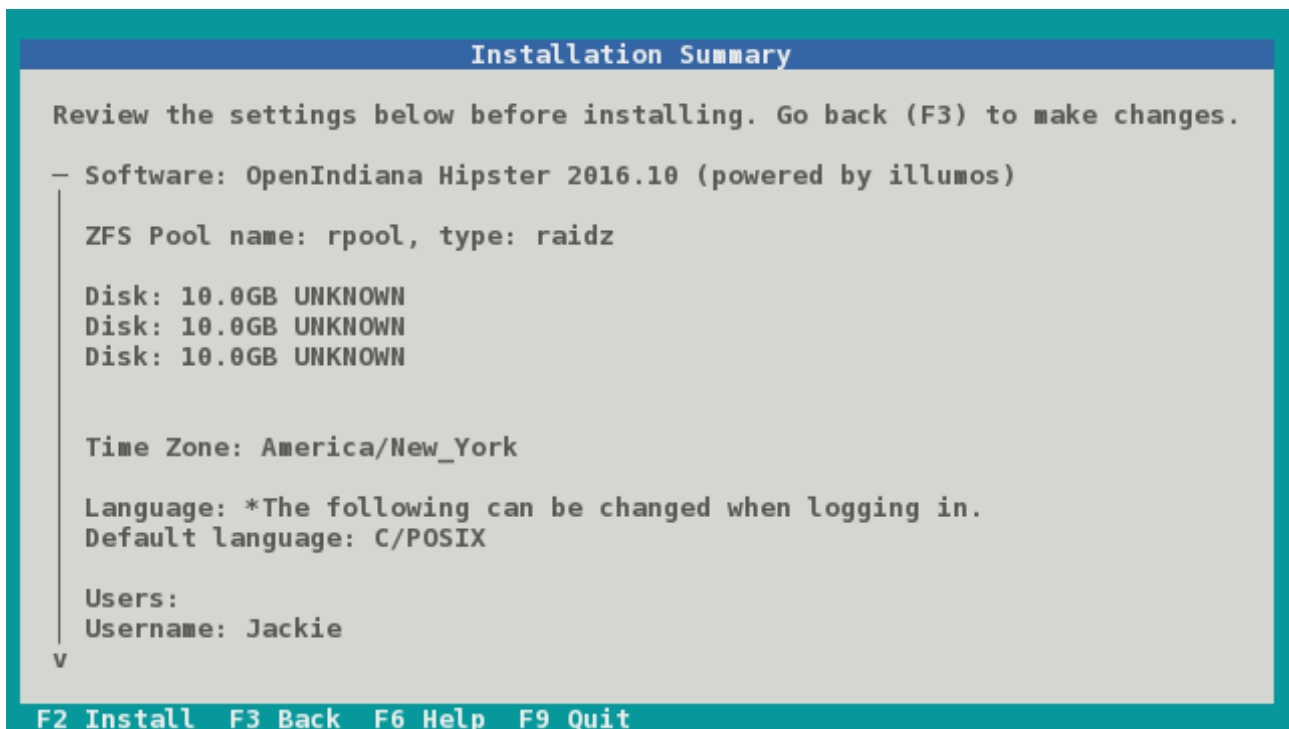 Installation Summary
Review the settings below before installing. Go back (F3) to make changes.
Software: OpenIndiana Hipster 2016.10 (powered by illumos)
ZFS Pool name: rpool, type: raidz
Disk: 10.0GB UNKNOWN
Disk: 10.0GB UNKNOWN
Disk: 10.0GB UNKNOWN
Time Zone: America/New_York
Language: *The following can be changed when logging in.
Default language: C/POSIX
Users:
Username: Jackie
v
F2 Install F3 Back F6 Help F9 Quit